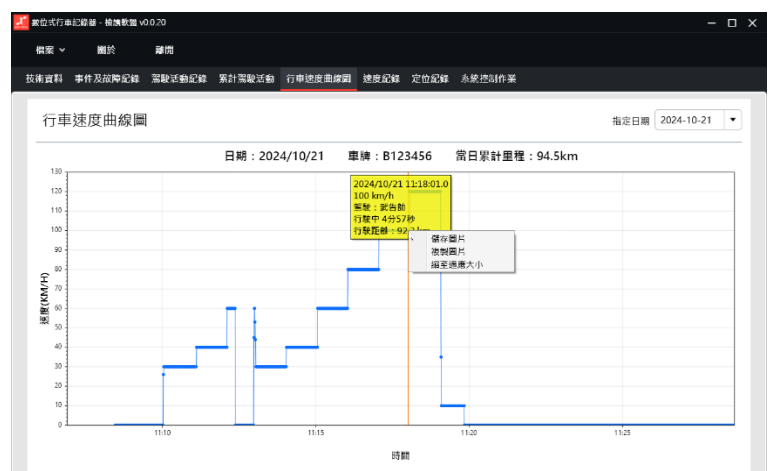 數位式行車記錄器 - 檢視軟體 v0.0.20
檔案 關於 離開
技術資料 事件及故障紀錄 駕駛活動紀錄 累計駕駛活動 行車速度曲線圖 速度紀錄 定位紀錄 系統控制作業
行車速度曲線圖
指定日期 2024-10-21
日期：2024/10/21 車牌：B123456 當日累計里程：94.5km
2024/10/21 11:18:01.0
100 km/h
行駛中 4分57秒
儲存圖片
複製圖片
縮至適應大小
130
120
110
100
90
80
70
60
50
40
30
20
10
0
速度(KM/H)
11:10 11:15 11:20 11:25
時間